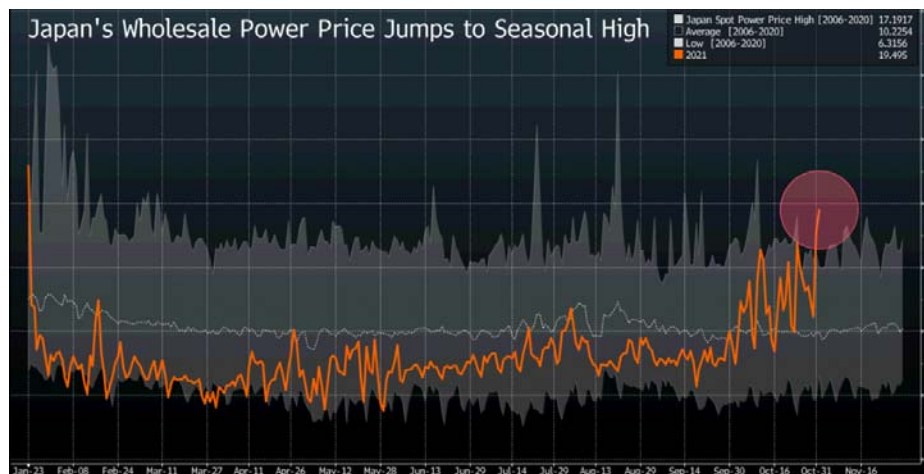 Japan's Wholesale Power Price Jumps to Seasonal High
Japan Spot Power Price High [2006-2020] 17.1917
Average [2006-2020] 10.2254
Low [2006-2020] 6.3156
2021 19.495
Jan-23 Feb-08 Feb-24 Mar-11 Mar-27 Apr-11 Apr-26 May-12 May-28 Jun-13 Jun-29 Jul-14 Jul-29 Aug-13 Aug-29 Sep-14 Sep-30 Oct-16 Oct-31 Nov-16